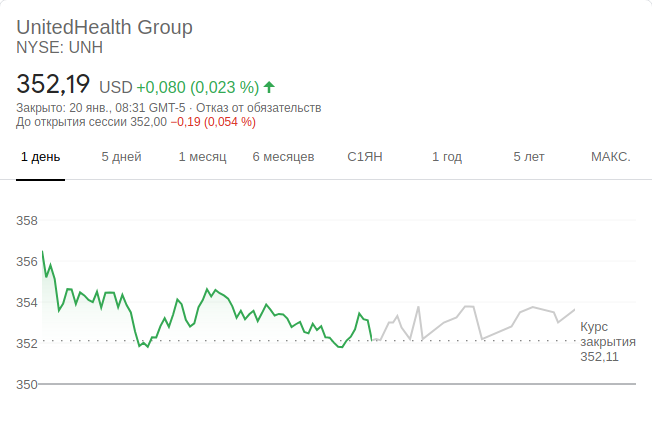 UnitedHealth Group
NYSE: UNH
352,19 USD +0,080 (0,023 %)
Закрыто: 20 янв., 08:31 GMT-5 · Отказ от обязательств
До открытия сессии 352,00 −0,19 (0,054 %)
1 день 5 дней 1 месяц 6 месяцев С1ЯН 1 год 5 лет МАКС.
358
356
354
352
350
Курс
закрытия
352,11